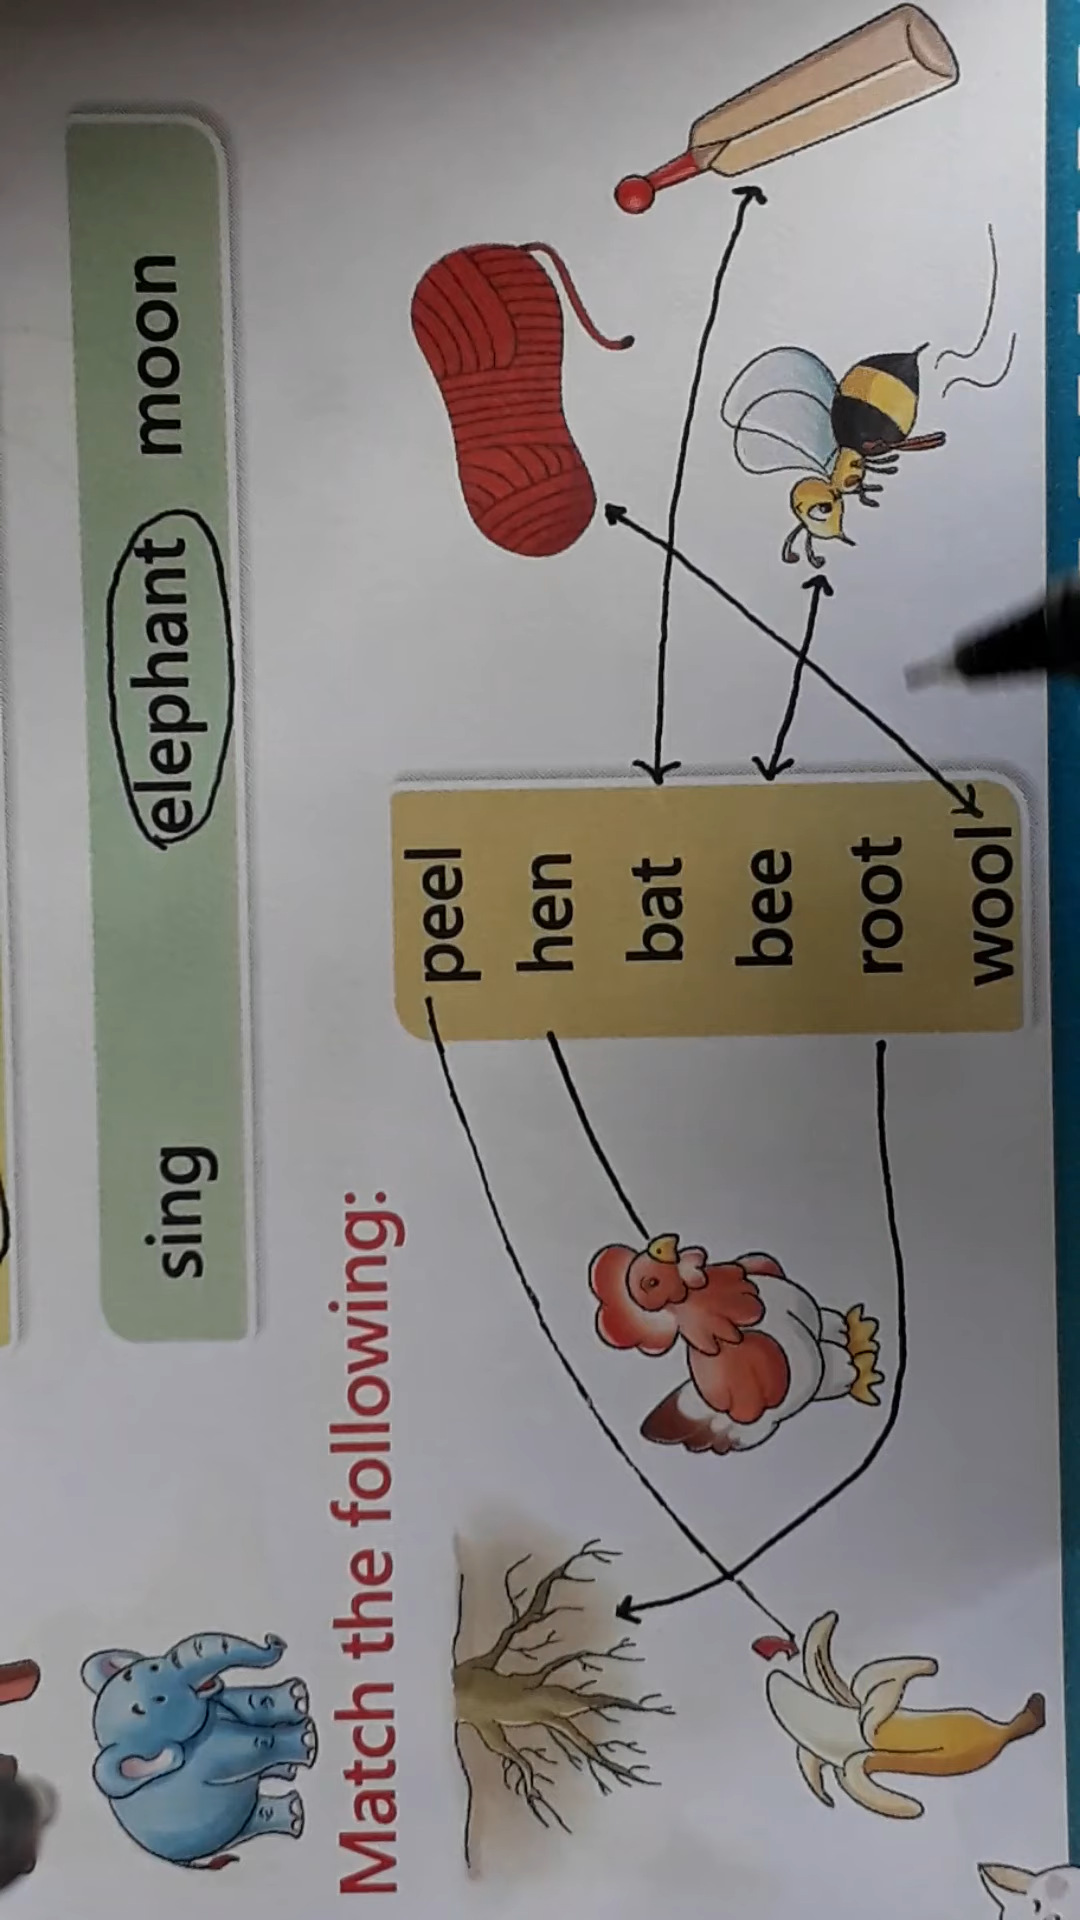 sing elephant moon
Match the following:
peel
hen
bat
bee
root
wool